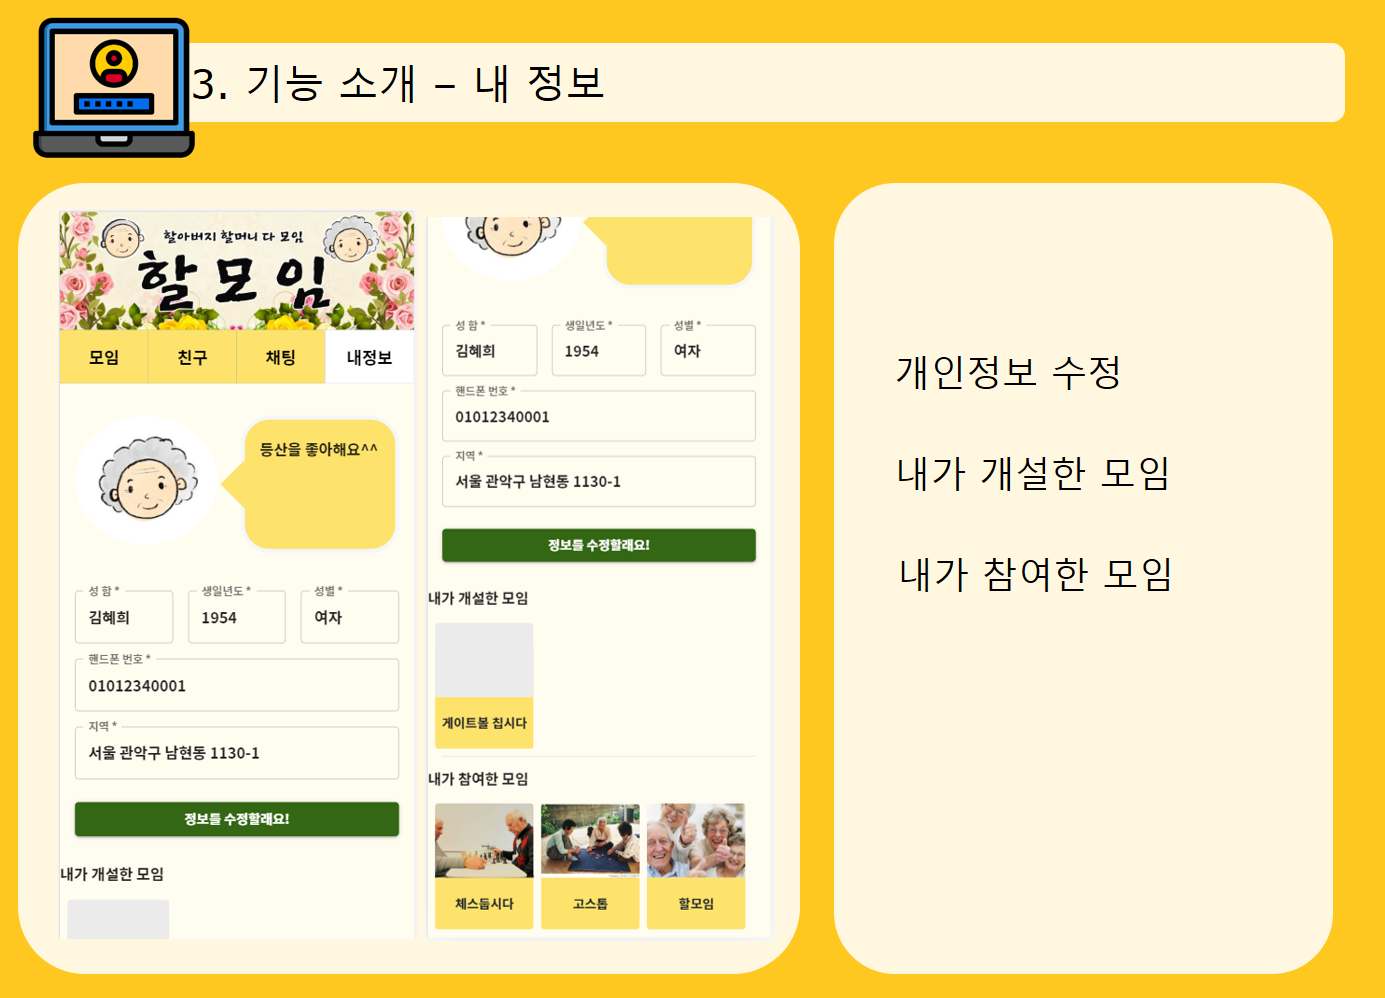 3. 기능 소개 – 내 정보
할아버지 할머니 다 모임
할모임
모임 친구 채팅 내정보
등산을 좋아해요^^
성 함 * 생일년도 * 성별 *
김혜희 1954 여자
핸드폰 번호 *
01012340001
지역 *
서울 관악구 남현동 1130-1
정보를 수정할래요!
내가 개설한 모임
성 함 * 생일년도 * 성별 *
김혜희 1954 여자
핸드폰 번호 *
01012340001
지역 *
서울 관악구 남현동 1130-1
정보를 수정할래요!
내가 개설한 모임
게이트볼 칩시다
내가 참여한 모임
체스둡시다 고스톱 할모임
개인정보 수정
내가 개설한 모임
내가 참여한 모임